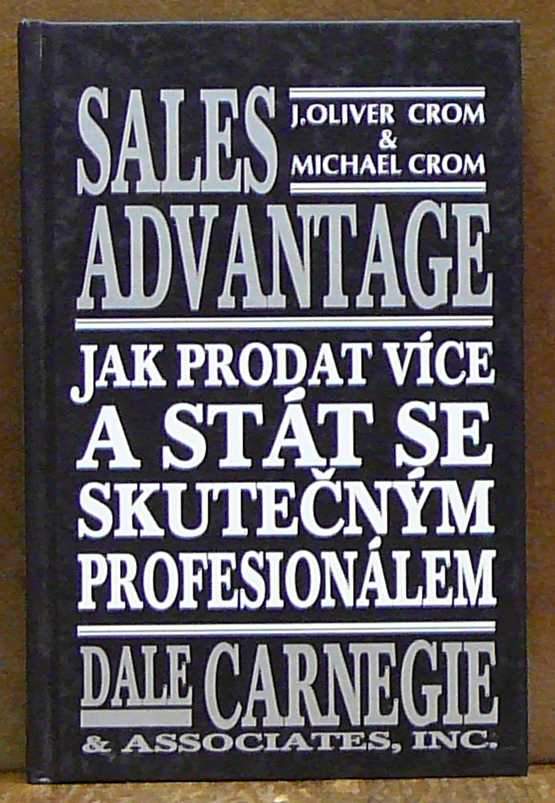 SALES
J.OLIVER CROM
&
MICHAEL CROM
ADVANTAGE
JAK PRODAT VÍCE
A STÁT SE
SKUTEČNÝM
PROFESIONÁLEM
DALE CARNEGIE
& ASSOCIATES, INC.